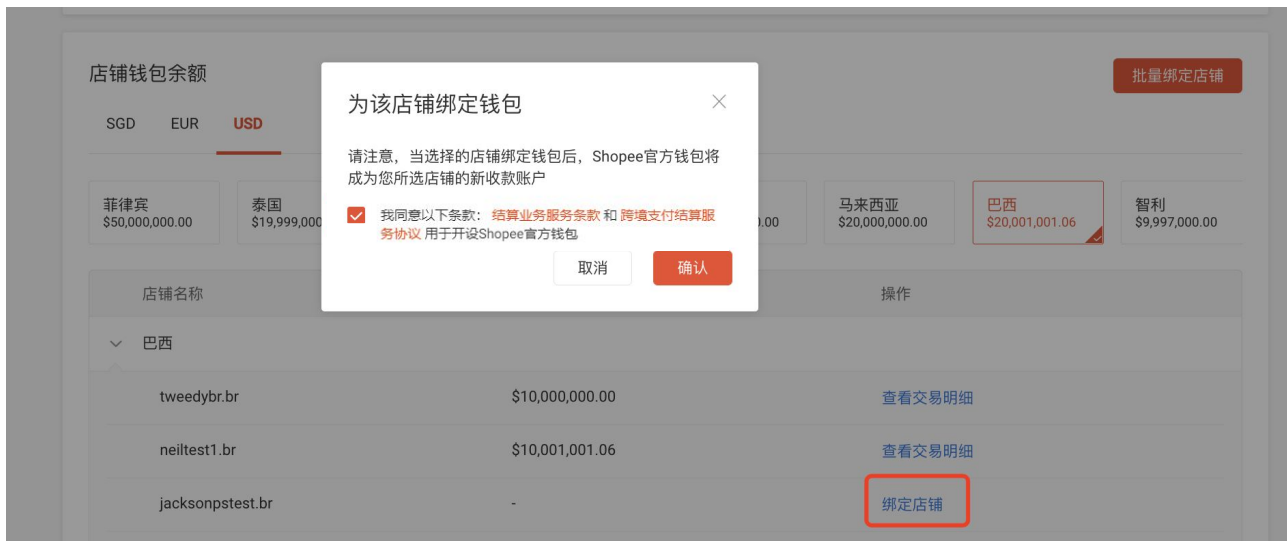 店铺钱包余额
批量绑定店铺
为该店铺绑定钱包
SGD EUR USD
请注意，当选择的店铺绑定钱包后，Shopee官方钱包将
成为您所选店铺的新收款账户
菲律宾 泰国 马来西亚 巴西 智利
$50,000,000.00 $19,999,000 0.00 $20,000,000.00 $20,001,001.06 $9,997,000.00
我同意以下条款： 结算业务服务条款 和 跨境支付结算服
务协议 用于开设Shopee官方钱包
取消 确认
店铺名称 操作
巴西
tweedybr.br $10,000,000.00 查看交易明细
neiltest1.br $10,001,001.06 查看交易明细
jacksonpstest.br - 绑定店铺